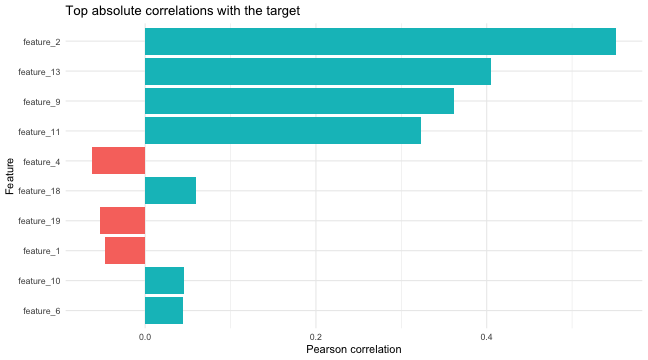 Top absolute correlations with the target
feature_2
feature_13
feature_9
feature_11
feature_4
feature_18
feature_19
feature_1
feature_10
feature_6
Feature
0.0 0.2 0.4
Pearson correlation